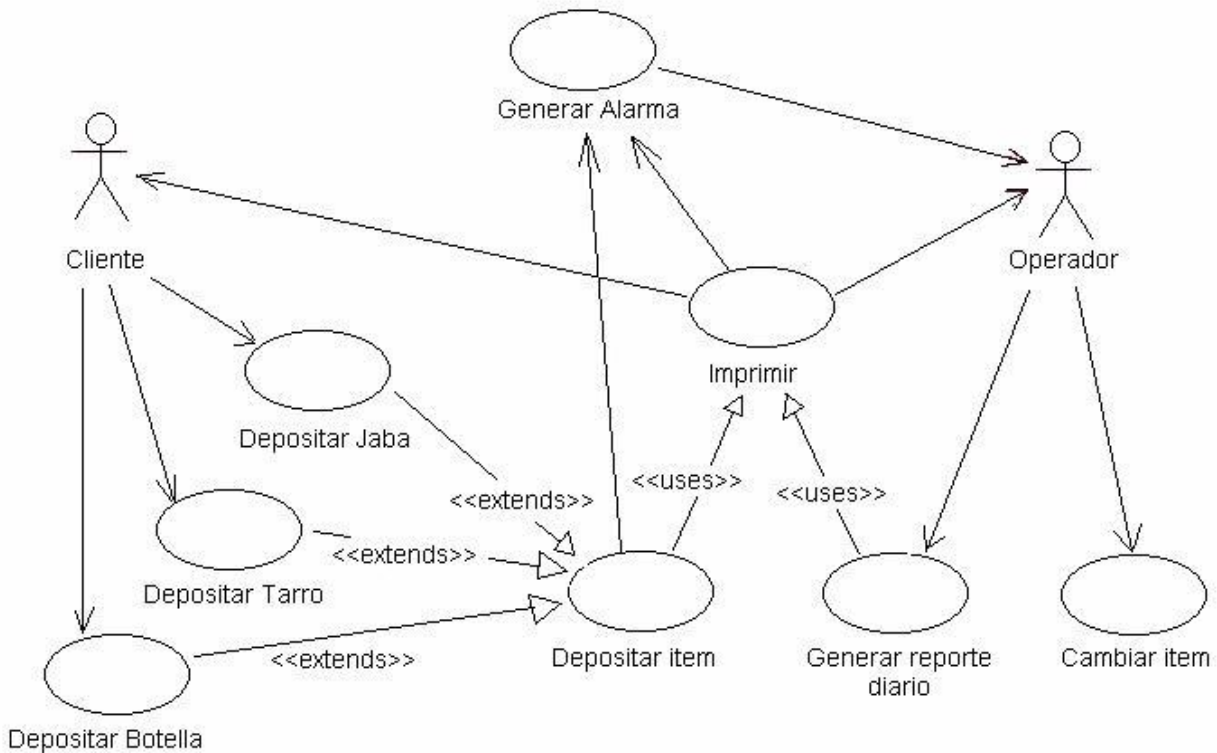 Generar Alarma
Cliente
Operador
Imprimir
Depositar Jaba
<<extends>>
<<uses>>
<<uses>>
<<extends>>
Depositar Tarro
<<extends>>
Depositar item
Generar reporte
diario
Cambiar item
Depositar Botella